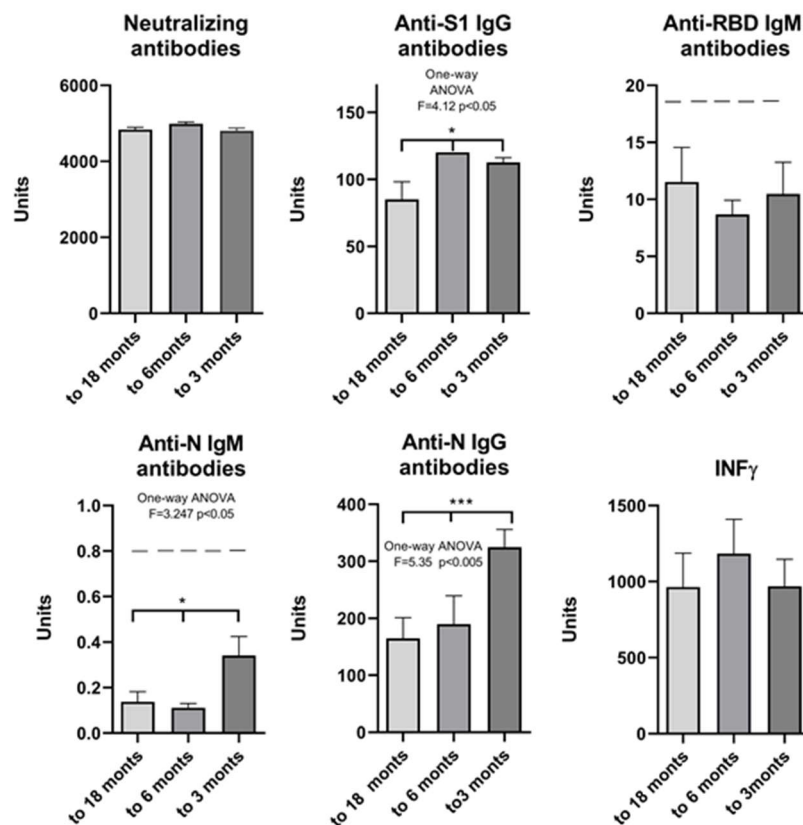 Neutralizing
antibodies
Units
6000
4000
2000
0
to 18 monts
to 6monts
to 3 monts
Anti-S1 IgG
antibodies
One-way
ANOVA
F=4.12 p<0.05
*
Units
150
100
50
0
to 18 monts
to 6 monts
to 3 monts
Anti-RBD IgM
antibodies
Units
20
15
10
5
0
to 18 monts
to 6 monts
to 3 monts
Anti-N IgM
antibodies
One-way ANOVA
F=3.247 p<0.05
*
Units
1.0
0.8
0.6
0.4
0.2
0.0
to 18 monts
to 6 monts
to 3 monts
Anti-N IgG
antibodies
***
One-way ANOVA
F=5.35 p<0.005
Units
400
300
200
100
0
to 18 monts
to 6 monts
to3 monts
INFγ
Units
1500
1000
500
0
to 18 monts
to 6 monts
to 3monts